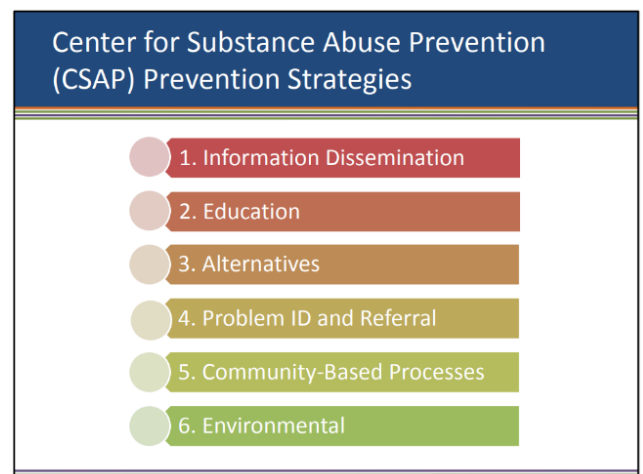 Center for Substance Abuse Prevention
(CSAP) Prevention Strategies
1. Information Dissemination
2. Education
3. Alternatives
4. Problem ID and Referral
5. Community-Based Processes
6. Environmental